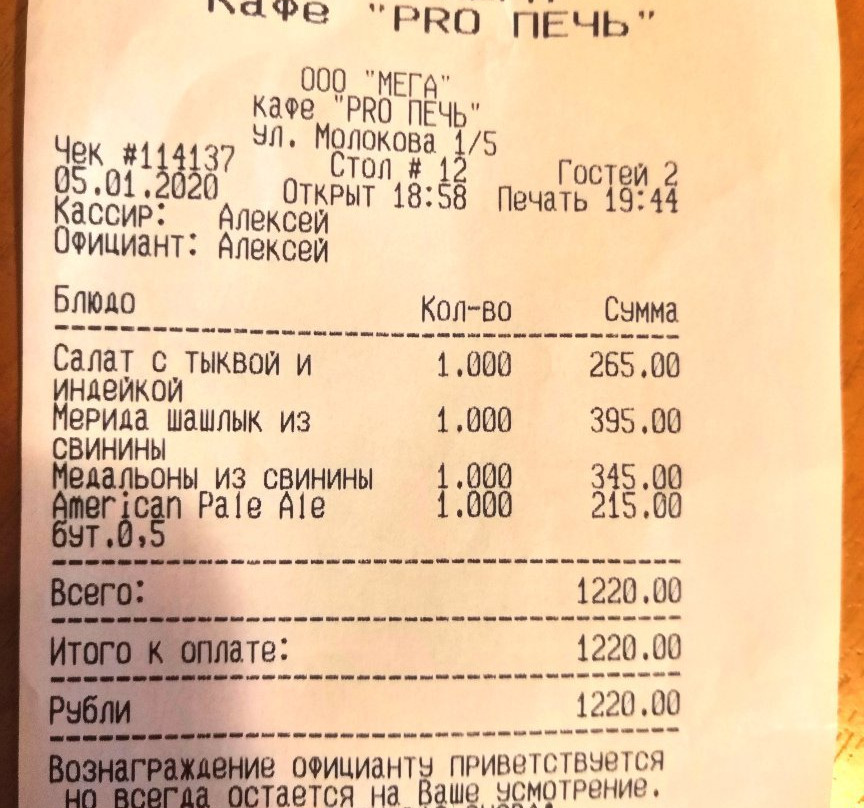 Кафе "PRO ПЕЧЬ"
ООО "МЕГА"
Кафе "PRO ПЕЧЬ"
ул. Молокова 1/5
Чек #114137 Стол # 12 Гостей 2
05.01.2020 Открыт 18:58 Печать 19:44
Кассир: Алексей
Официант: Алексей
Блюдо Кол-во Сумма
Салат с тыквой и 1.000 265.00
индейкой
Мерида шашлык из 1.000 395.00
свинины
Медальоны из свинины 1.000 345.00
American Pale Ale 1.000 215.00
бут.0,5
Всего: 1220.00
Итого к оплате: 1220.00
Рубли 1220.00
Вознаграждение официанту приветствуется
но всегда остается на Ваше усмотрение.